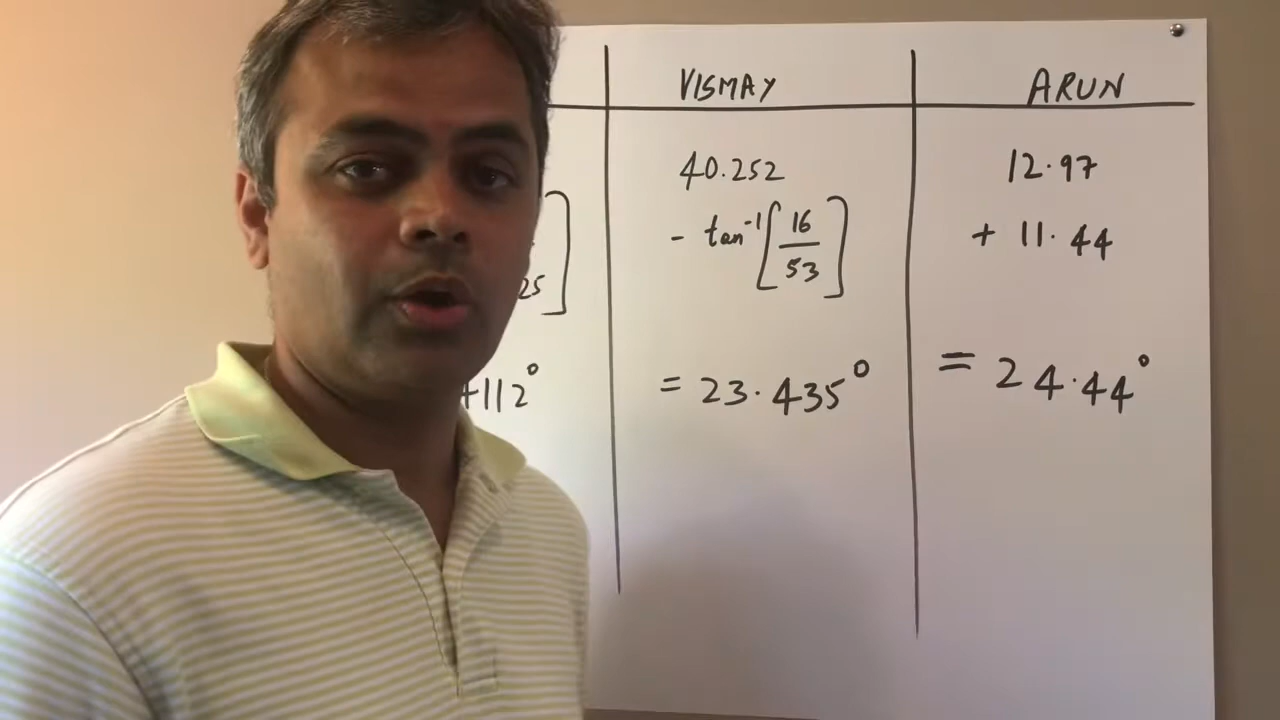 VISMAY ARUN
40.252 12.97
- tan⁻¹[16/53] + 11.44
25]
+112° = 23.435° = 24.44°